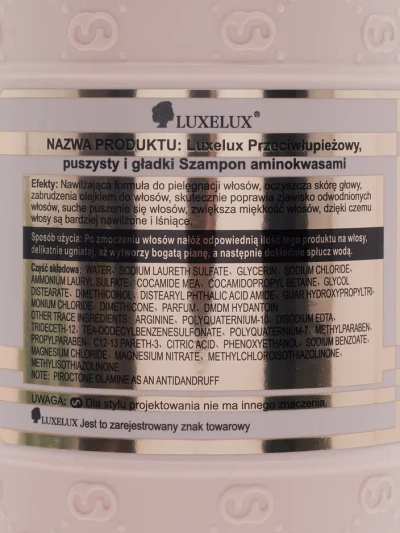 LUXELUX®
NAZWA PRODUKTU: Luxelux Przeciwłupieżowy,
puszysty i gładki Szampon aminokwasami
Efekty: Nawilżająca formuła do pielęgnacji włosów, oczyszcza skórę głowy,
zabrudzenia olejkiem do włosów, skutecznie poprawia zjawisko odwodnionych
włosów, suche puszenie się włosów, zwiększa miękkość włosów, dzięki czemu
włosy są bardziej nawilżone i lśniące.
Sposób użycia: Po zmoczeniu włosów nałóż odpowiednią ilość tego produktu na włosy,
delikatnie ugniataj, aż wytworzy bogatą pianę, a następnie dokładnie spłucz wodą.
Część składowa: WATER、SODIUM LAURETH SULFATE、GLYCERIN、SODIUM CHLORIDE、
AMMONIUM LAURYL SULFATE、COCAMIDE MEA、COCAMIDOPROPYL BETAINE、GLYCOL
DISTEARATE、DIMETHICONOL、DISTEARYL PHTHALIC ACID AMIDE、GUAR HYDROXYPROPYLTRI-
MONIUM CHLORIDE、DIMETHICONE、PARFUM、DMDM HYDANTOIN
OTHER TRACE INGREDIENTS: ARGININE、POLYQUATERNIUM-10、DISODIUM EDTA、
TRIDECETH-12、TEA-DODECYLBENZENESULFONATE、POLYQUATERNIUM-7、METHYLPARABEN、
PROPYLPARABEN、C12-13 PARETH-3、CITRIC ACID、PHENOXYETHANOL、SODIUM BENZOATE、
MAGNESIUM CHLORIDE、MAGNESIUM NITRATE、METHYLCHLOROISOTHIAZOLINONE、
METHYLISOTHIAZOLINONE
NOTE: PIROCTONE OLAMINE AS AN ANTIDANDRUFF
UWAGA: Ⓢ Dla stylu projektowania nie ma innego znaczenia.
LUXELUX Jest to zarejestrowany znak towarowy